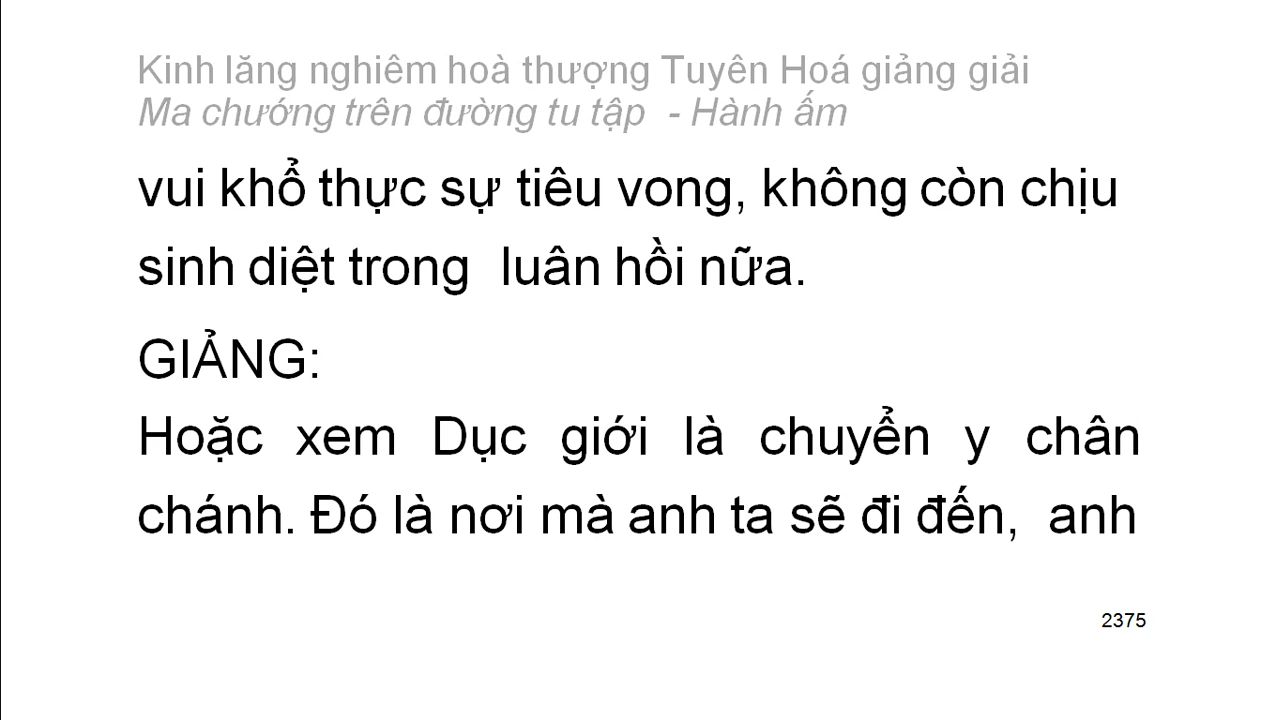 Kinh lăng nghiêm hoà thượng Tuyên Hoá giảng giải
Ma chướng trên đường tu tập - Hành ấm
vui khổ thực sự tiêu vong, không còn chịu
sinh diệt trong luân hồi nữa.
GIẢNG:
Hoặc xem Dục giới là chuyển y chân
chánh. Đó là nơi mà anh ta sẽ đi đến, anh
2375